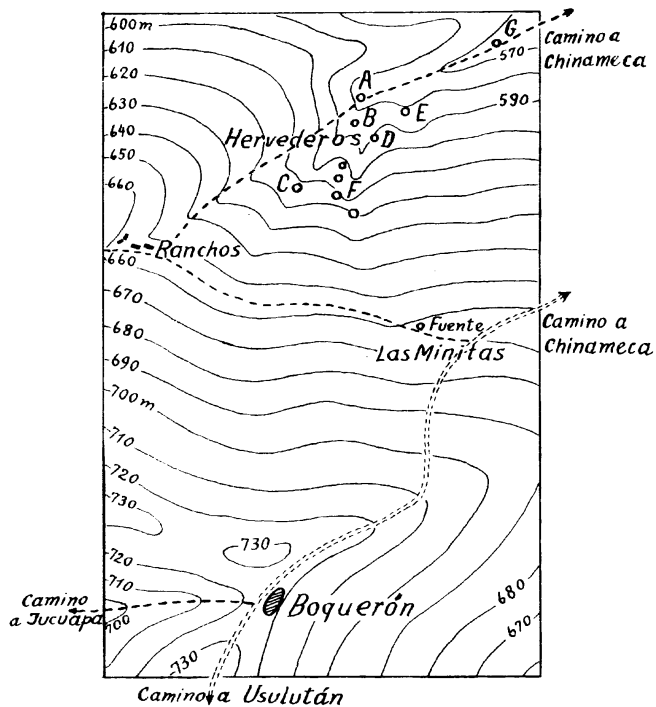 600m
G
Camino a
Chinameca
610
570
620
A
590
E
630
B
640
Hervederos
D
650
C
F
660
Ranchos
660
670
Fuente
Camino a
Chinameca
680
Las Minitas
690
700m
710
720
730
730
720
710
Camino
a Jucuapa
700
Boquerón
680
670
730
Camino a Usulután